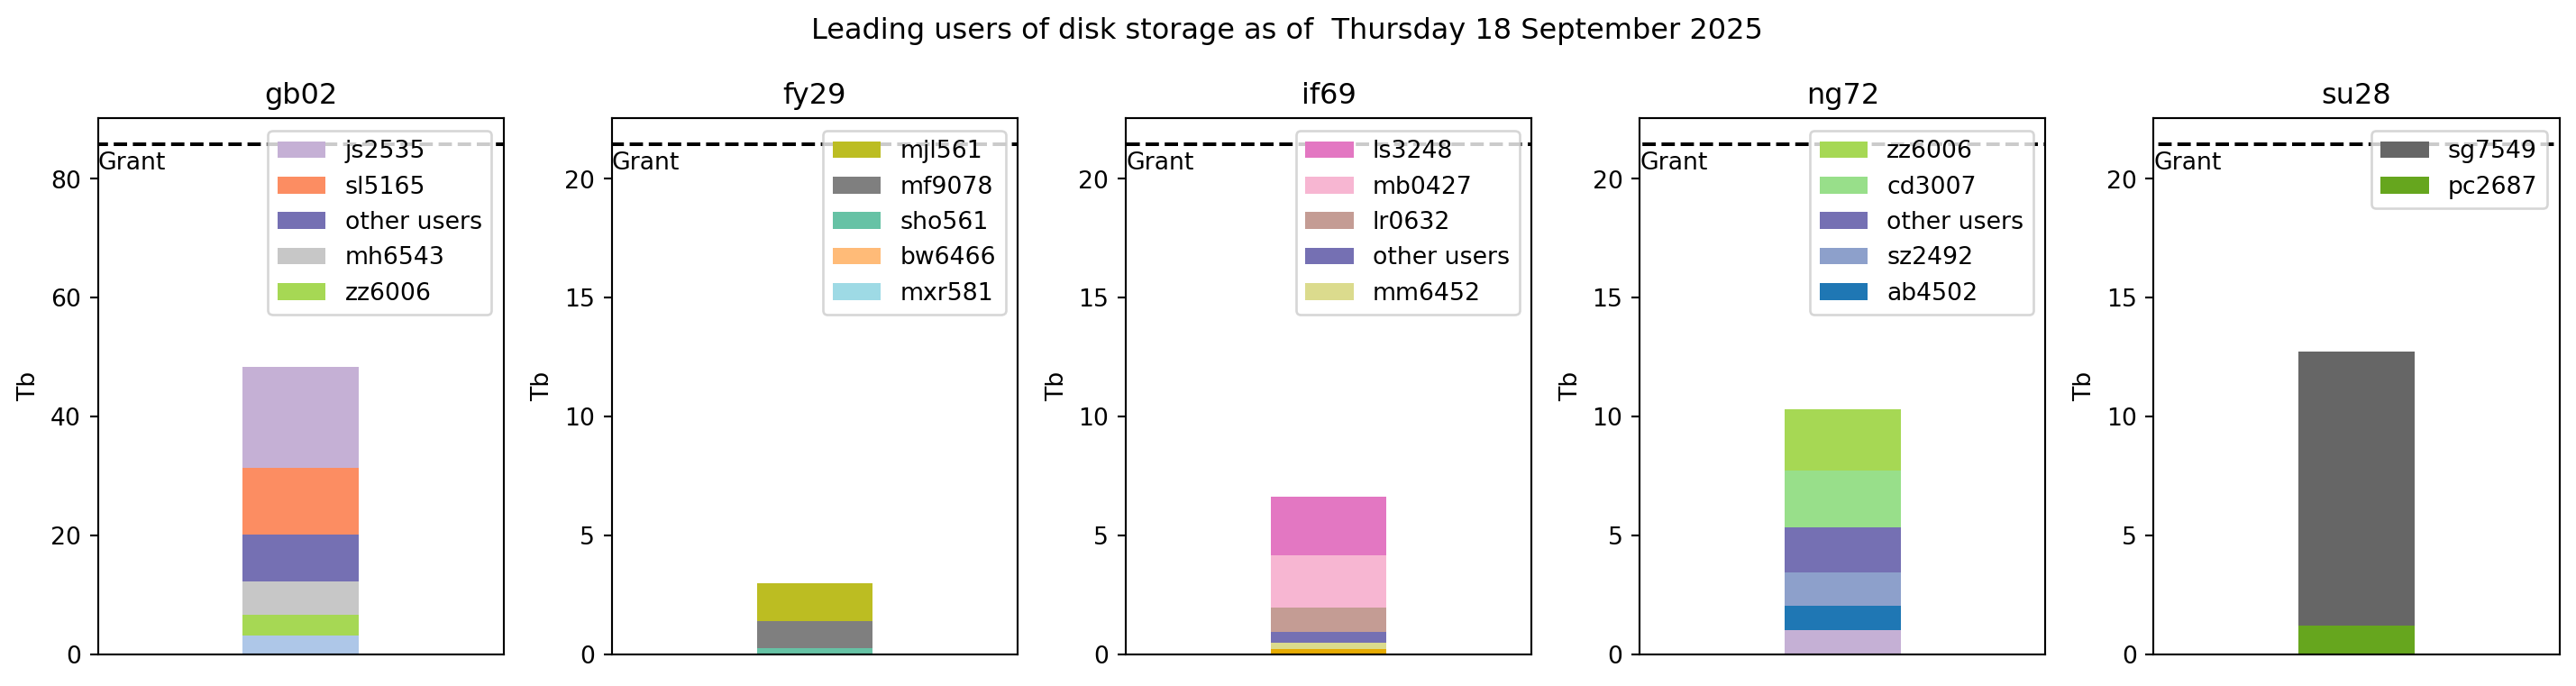 Leading users of disk storage as of  Thursday 18 September 2025
gb02
Grant
js2535
sl5165
other users
mh6543
zz6006
80
60
40
20
0
Tb
fy29
Grant
mjl561
mf9078
sho561
bw6466
mxr581
20
15
10
5
0
Tb
if69
Grant
ls3248
mb0427
lr0632
other users
mm6452
20
15
10
5
0
Tb
ng72
Grant
zz6006
cd3007
other users
sz2492
ab4502
20
15
10
5
0
Tb
su28
Grant
sg7549
pc2687
20
15
10
5
0
Tb